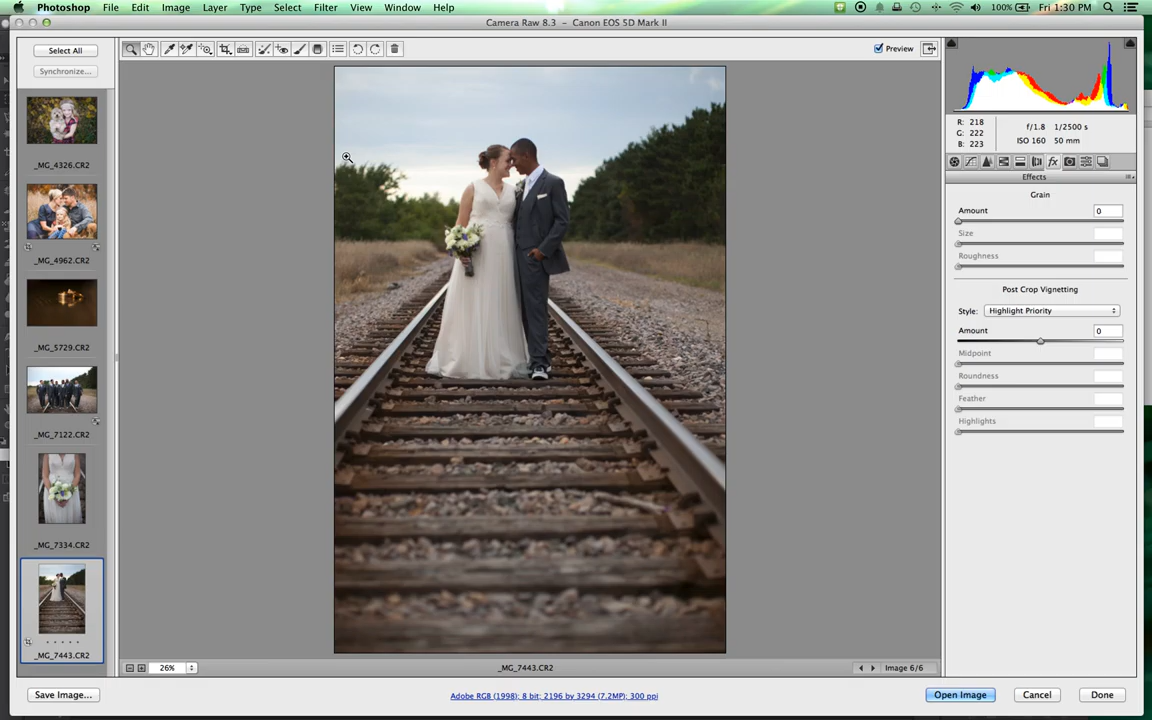 Photoshop File Edit Image Layer Type Select Filter View Window Help 100% Fri 1:30 PM
Camera Raw 8.3 – Canon EOS 5D Mark II
Select All
Synchronize...
Preview
_MG_4326.CR2
_MG_4962.CR2
_MG_5729.CR2
_MG_7122.CR2
_MG_7334.CR2
_MG_7443.CR2
R: 218
G: 222
B: 223
f/1.8 1/2500 s
ISO 160 50 mm
fx
Effects
Grain
Amount 0
Size
Roughness
Post Crop Vignetting
Style: Highlight Priority
Amount 0
Midpoint
Roundness
Feather
Highlights
26%
_MG_7443.CR2
Image 6/6
Save Image...
Adobe RGB (1998); 8 bit; 2196 by 3294 (7.2MP); 300 ppi
Open Image
Cancel
Done